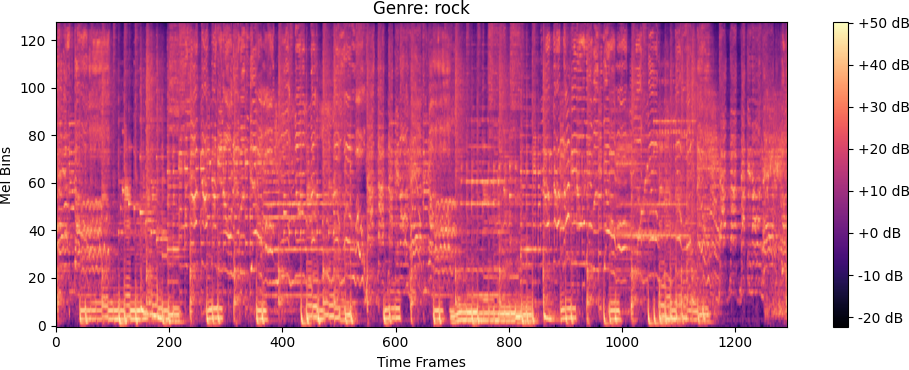 Genre: rock
Mel Bins
120
100
80
60
40
20
0
0 200 400 600 800 1000 1200
Time Frames
+50 dB
+40 dB
+30 dB
+20 dB
+10 dB
+0 dB
-10 dB
-20 dB